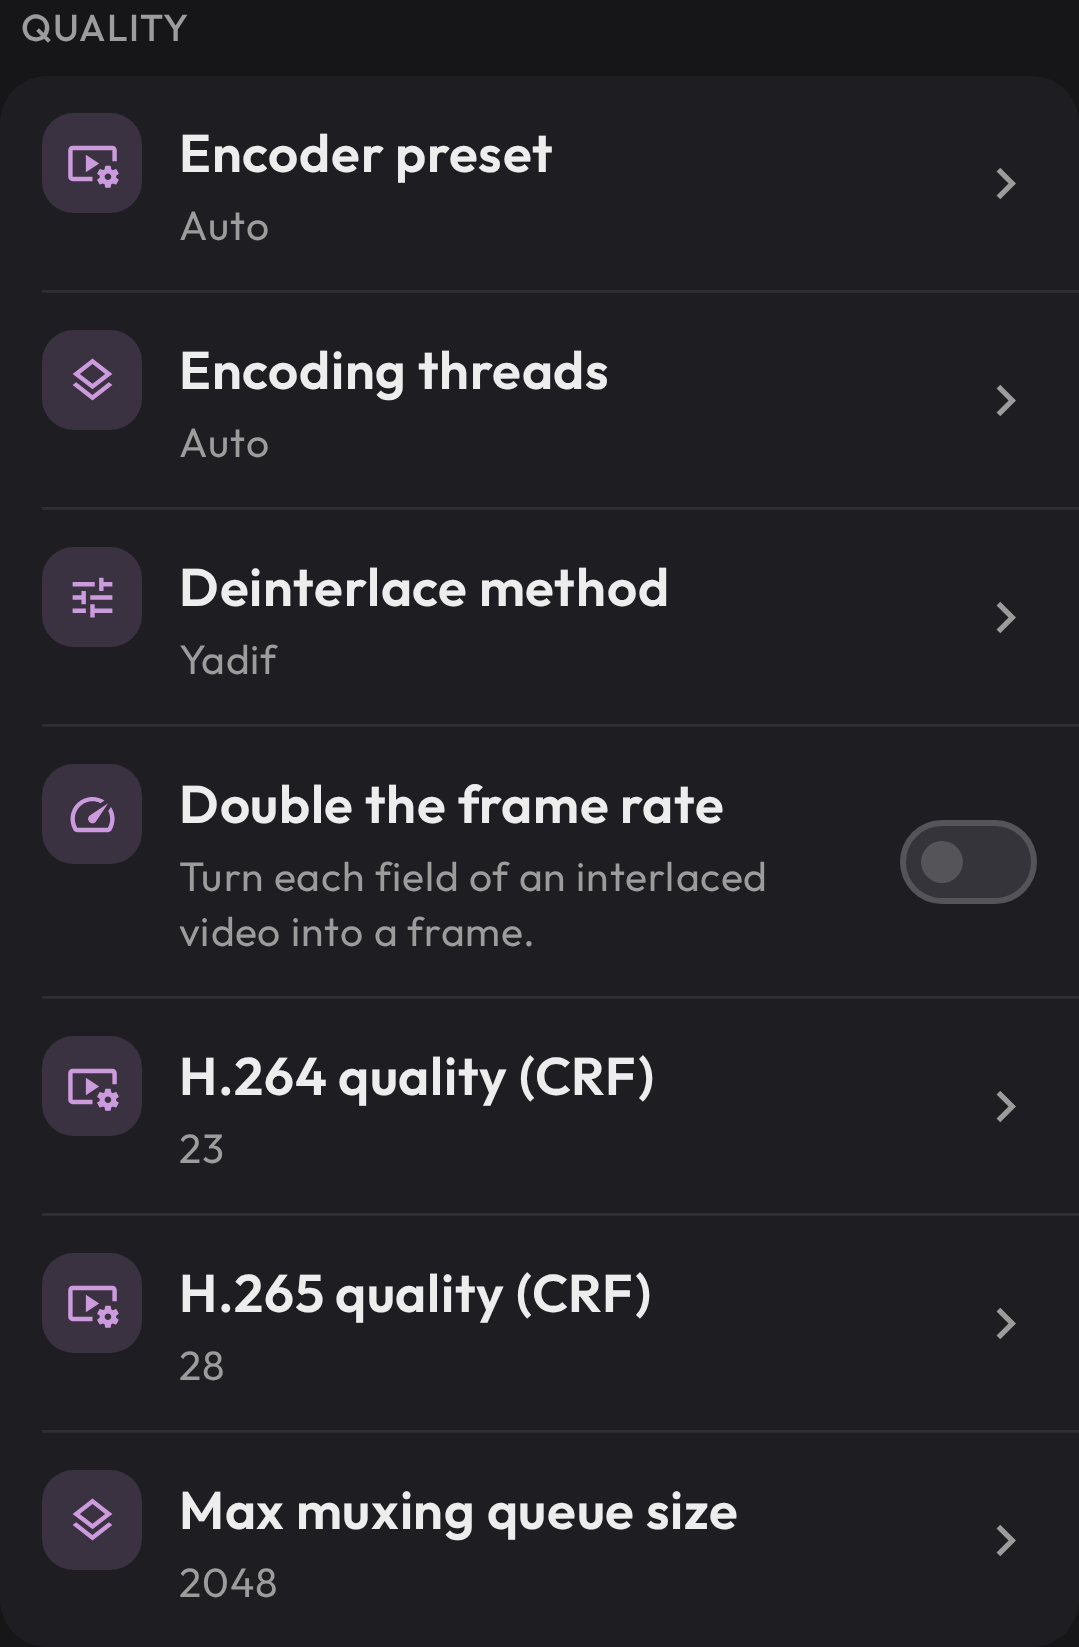 QUALITY
Encoder preset
Auto
Encoding threads
Auto
Deinterlace method
Yadif
Double the frame rate
Turn each field of an interlaced
video into a frame.
H.264 quality (CRF)
23
H.265 quality (CRF)
28
Max muxing queue size
2048